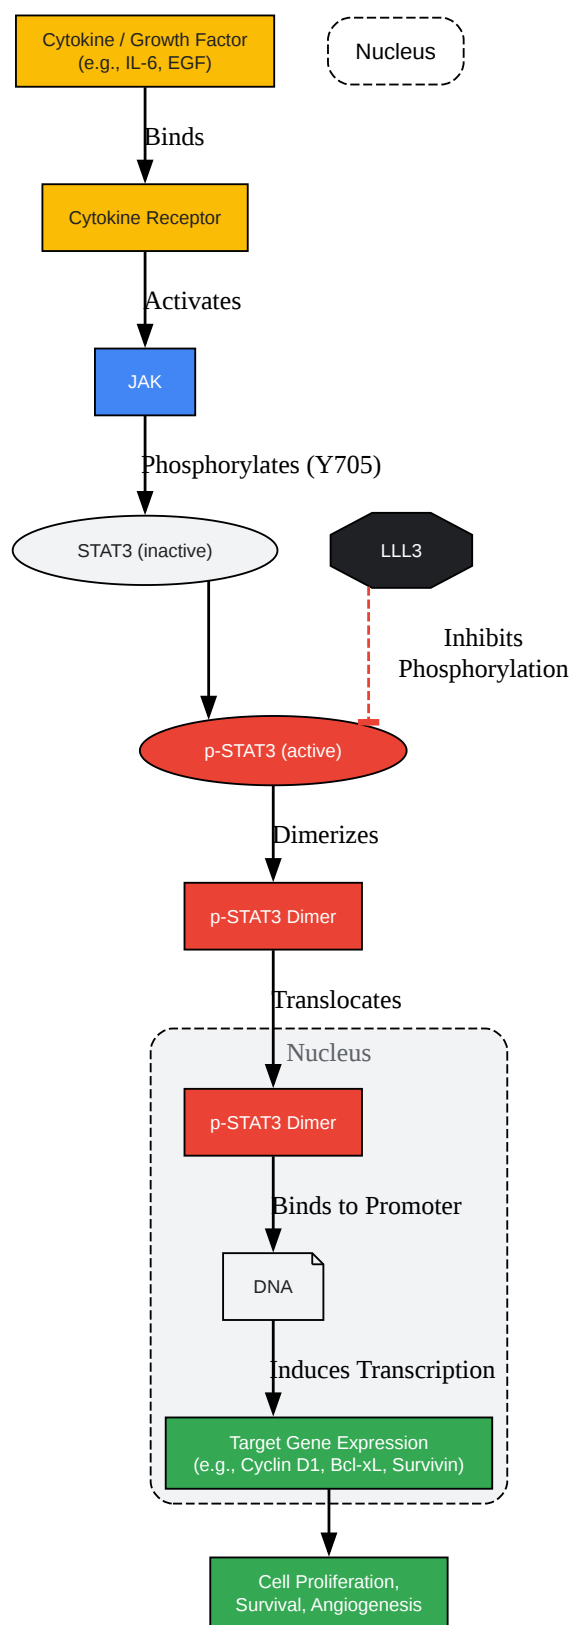 Cytokine / Growth Factor
(e.g., IL-6, EGF)
Nucleus
Binds
Cytokine Receptor
Activates
JAK
Phosphorylates (Y705)
STAT3 (inactive)
LLL3
Inhibits
Phosphorylation
p-STAT3 (active)
Dimerizes
p-STAT3 Dimer
Translocates
Nucleus
p-STAT3 Dimer
Binds to Promoter
DNA
Induces Transcription
Target Gene Expression
(e.g., Cyclin D1, Bcl-xL, Survivin)
Cell Proliferation,
Survival, Angiogenesis